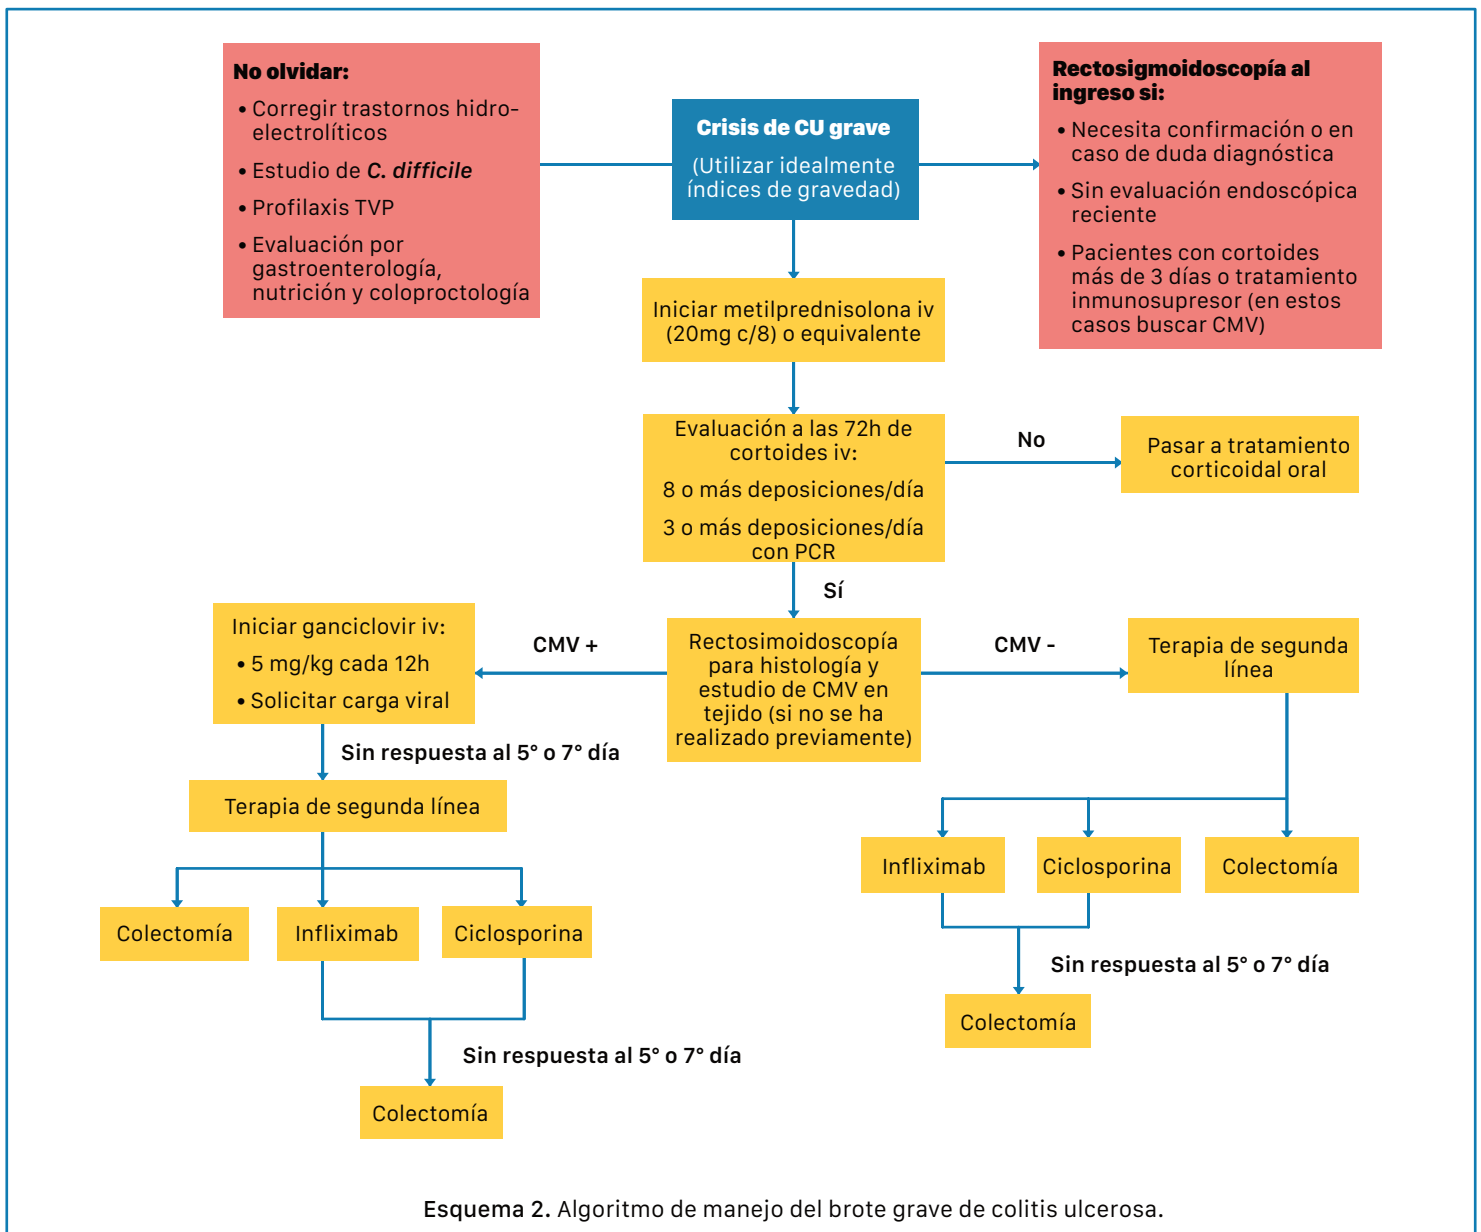 No olvidar:
• Corregir trastornos hidro-
electrolíticos
• Estudio de C. difficile
• Profilaxis TVP
• Evaluación por
gastroenterología,
nutrición y coloproctología
Crisis de CU grave
(Utilizar idealmente
índices de gravedad)
Rectosigmoidoscopía al
ingreso si:
• Necesita confirmación o en
caso de duda diagnóstica
• Sin evaluación endoscópica
reciente
• Pacientes con cortoides
más de 3 días o tratamiento
inmunosupresor (en estos
casos buscar CMV)
Iniciar metilprednisolona iv
(20mg c/8) o equivalente
Evaluación a las 72h de
cortoides iv:
8 o más deposiciones/día
3 o más deposiciones/día
con PCR
No
Pasar a tratamiento
corticoidal oral
Sí
Iniciar ganciclovir iv:
• 5 mg/kg cada 12h
• Solicitar carga viral
CMV +
Rectosimoidoscopía
para histología y
estudio de CMV en
tejido (si no se ha
realizado previamente)
CMV -
Terapia de segunda
línea
Sin respuesta al 5° o 7° día
Terapia de segunda línea
Colectomía
Infliximab
Ciclosporina
Sin respuesta al 5° o 7° día
Colectomía
Infliximab
Ciclosporina
Colectomía
Sin respuesta al 5° o 7° día
Colectomía
Esquema 2. Algoritmo de manejo del brote grave de colitis ulcerosa.